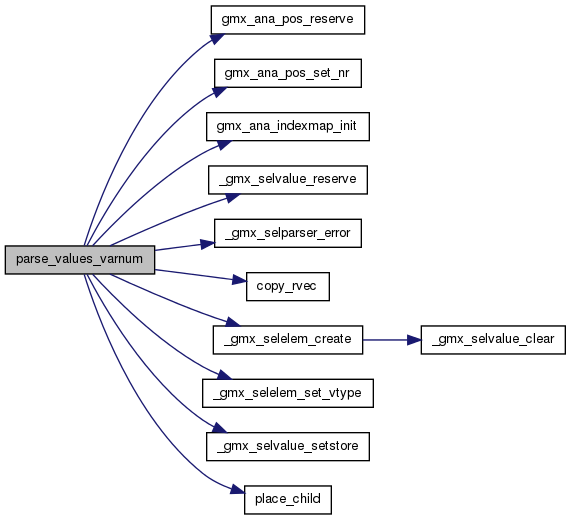 gmx_ana_pos_reserve
gmx_ana_pos_set_nr
gmx_ana_indexmap_init
_gmx_selvalue_reserve
_gmx_selparser_error
parse_values_varnum
copy_rvec
_gmx_selelem_create
_gmx_selvalue_clear
_gmx_selelem_set_vtype
_gmx_selvalue_setstore
place_child